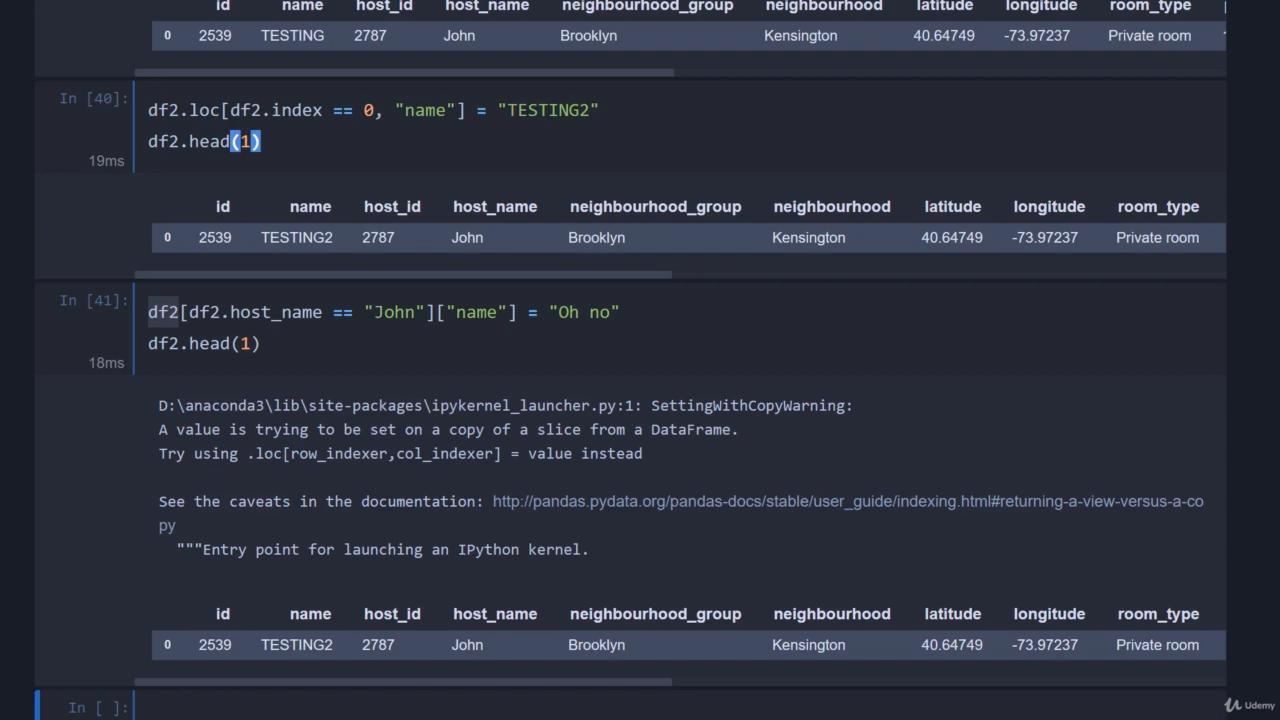 id name host_id host_name neighbourhood_group neighbourhood latitude longitude room_type
0 2539 TESTING 2787 John Brooklyn Kensington 40.64749 -73.97237 Private room
In [40]:
df2.loc[df2.index == 0, "name"] = "TESTING2"
df2.head(1)
19ms
id name host_id host_name neighbourhood_group neighbourhood latitude longitude room_type
0 2539 TESTING2 2787 John Brooklyn Kensington 40.64749 -73.97237 Private room
In [41]:
df2[df2.host_name == "John"]["name"] = "Oh no"
df2.head(1)
18ms
D:\anaconda3\lib\site-packages\ipykernel_launcher.py:1: SettingWithCopyWarning:
A value is trying to be set on a copy of a slice from a DataFrame.
Try using .loc[row_indexer,col_indexer] = value instead
See the caveats in the documentation: http://pandas.pydata.org/pandas-docs/stable/user_guide/indexing.html#returning-a-view-versus-a-co
py
"""Entry point for launching an IPython kernel.
id name host_id host_name neighbourhood_group neighbourhood latitude longitude room_type
0 2539 TESTING2 2787 John Brooklyn Kensington 40.64749 -73.97237 Private room
In [ ]:
Udemy